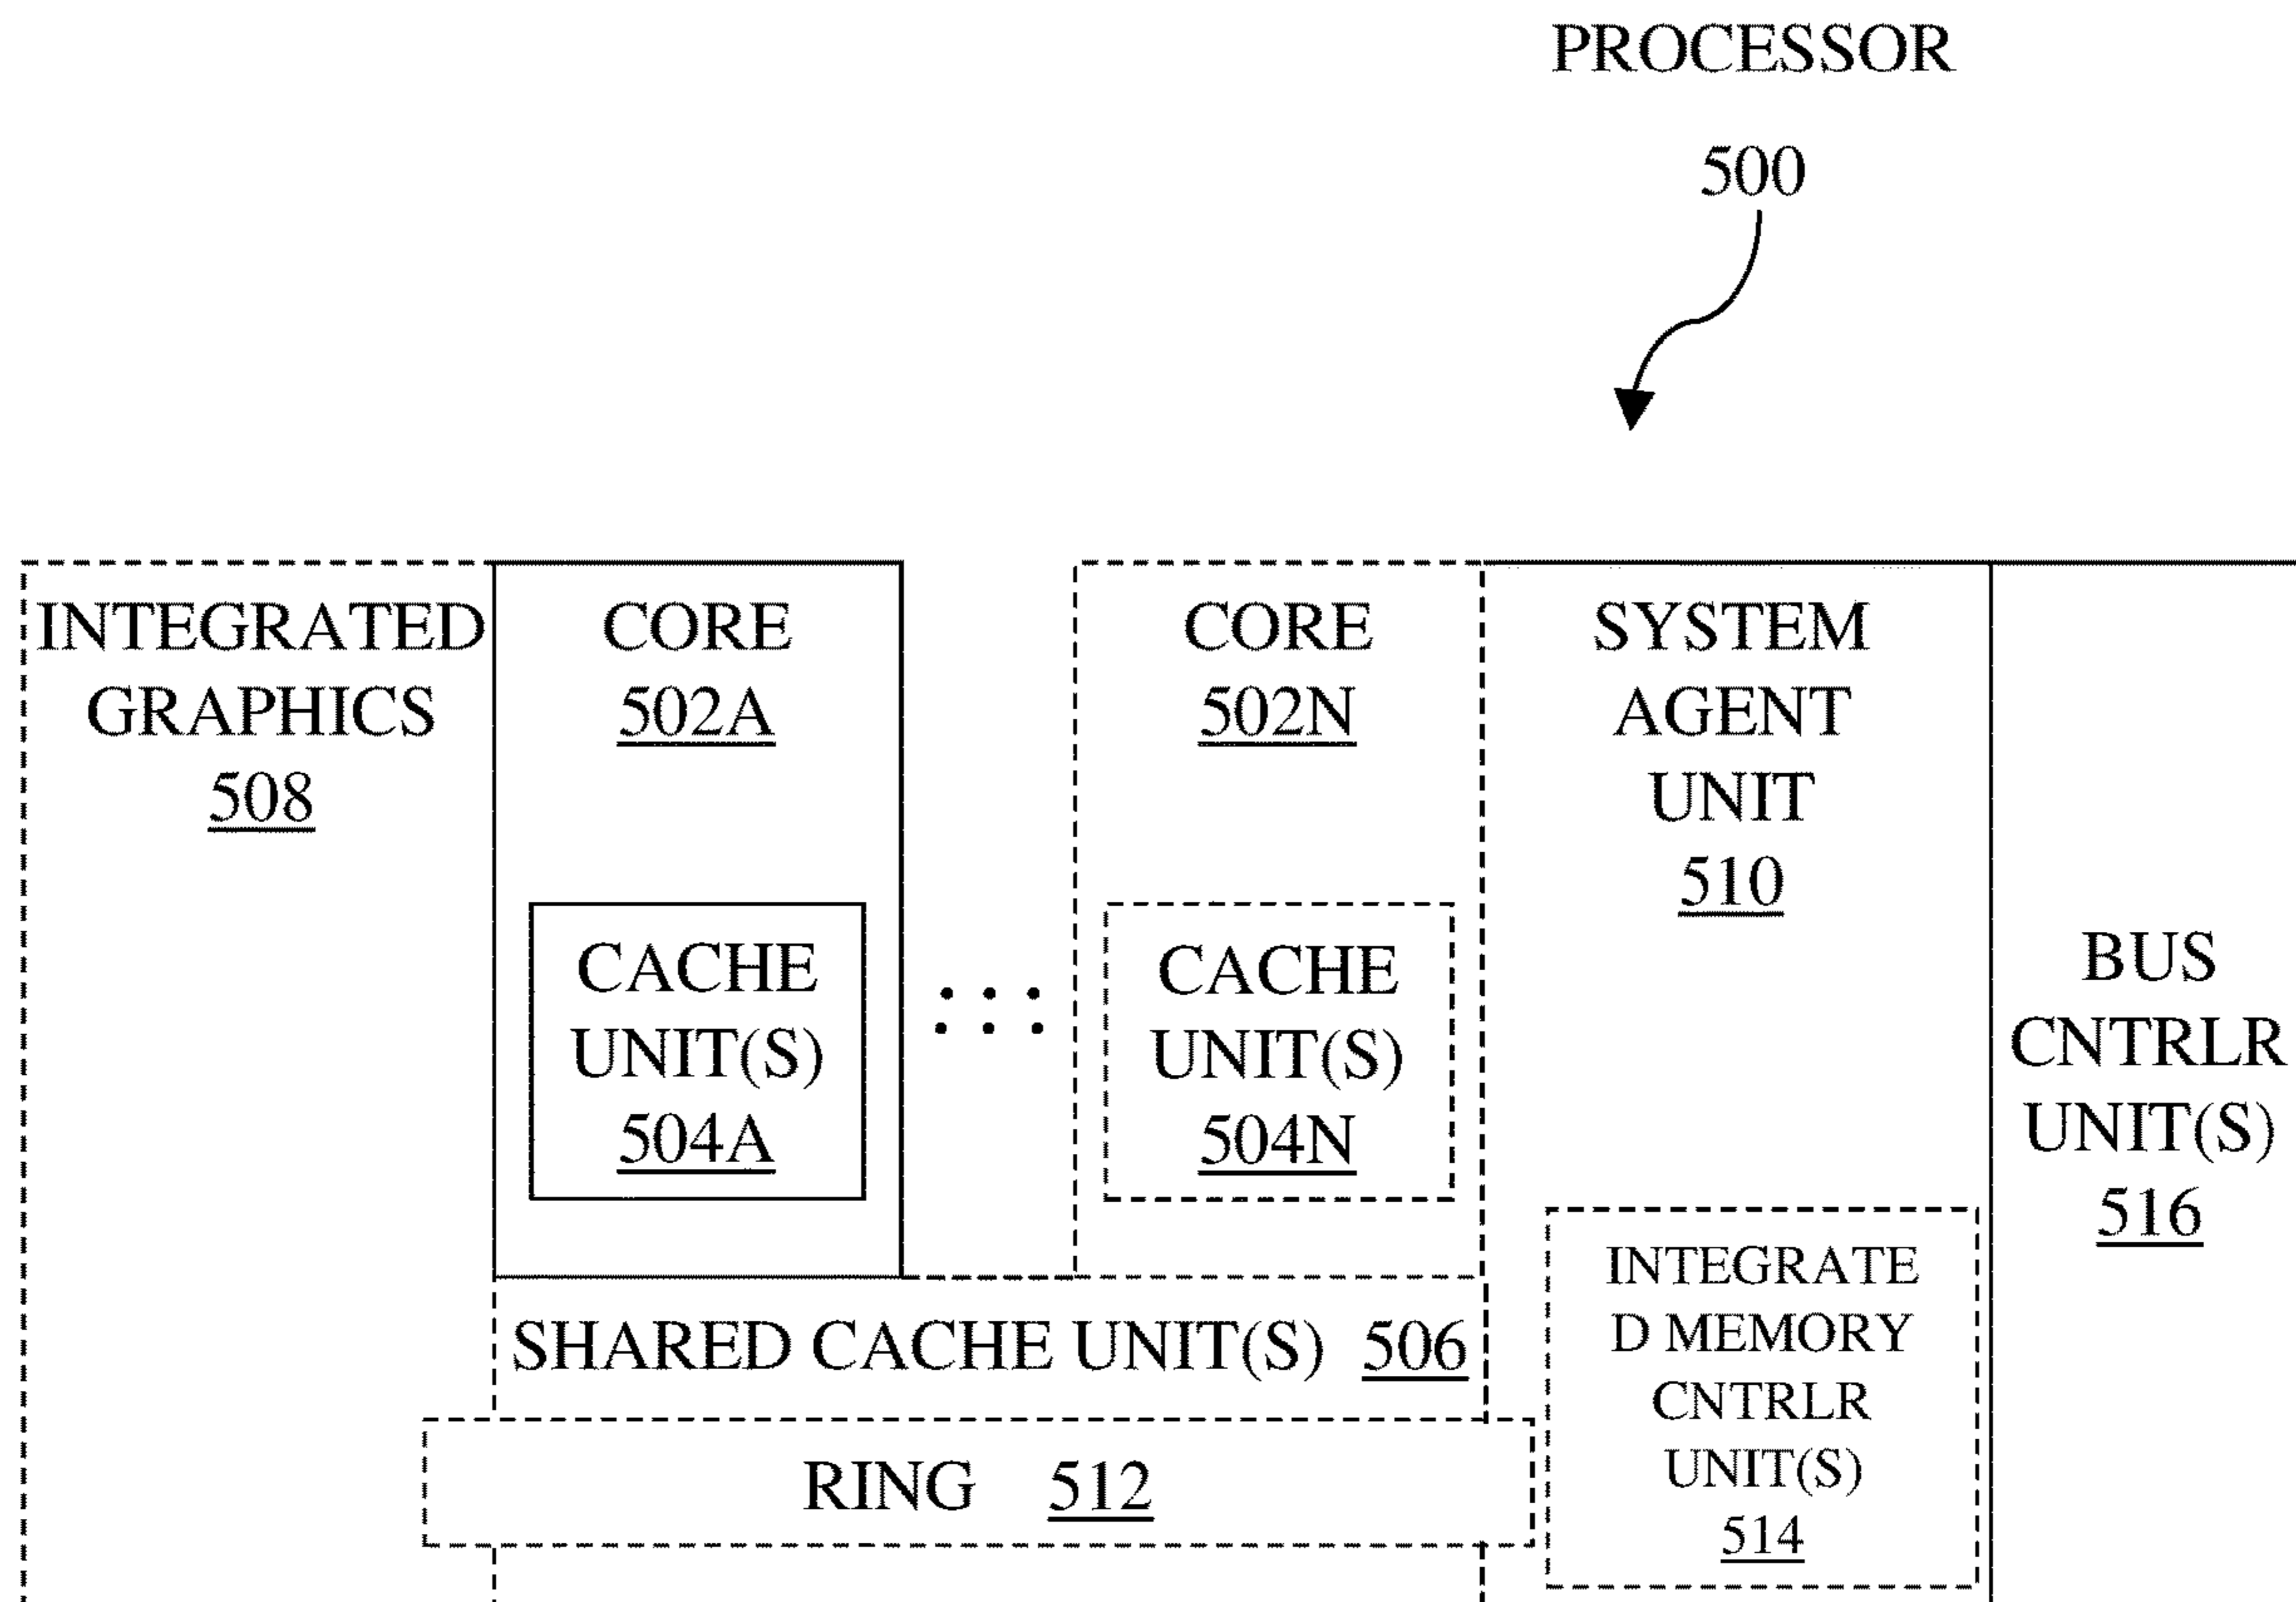 PROCESSOR
500
INTEGRATED
GRAPHICS
508
CORE
502A
CACHE
UNIT(S)
504A
CORE
502N
CACHE
UNIT(S)
504N
SYSTEM
AGENT
UNIT
510
BUS
CNTRLR
UNIT(S)
516
SHARED CACHE UNIT(S) 506
RING 512
INTEGRATE
D MEMORY
CNTRLR
UNIT(S)
514